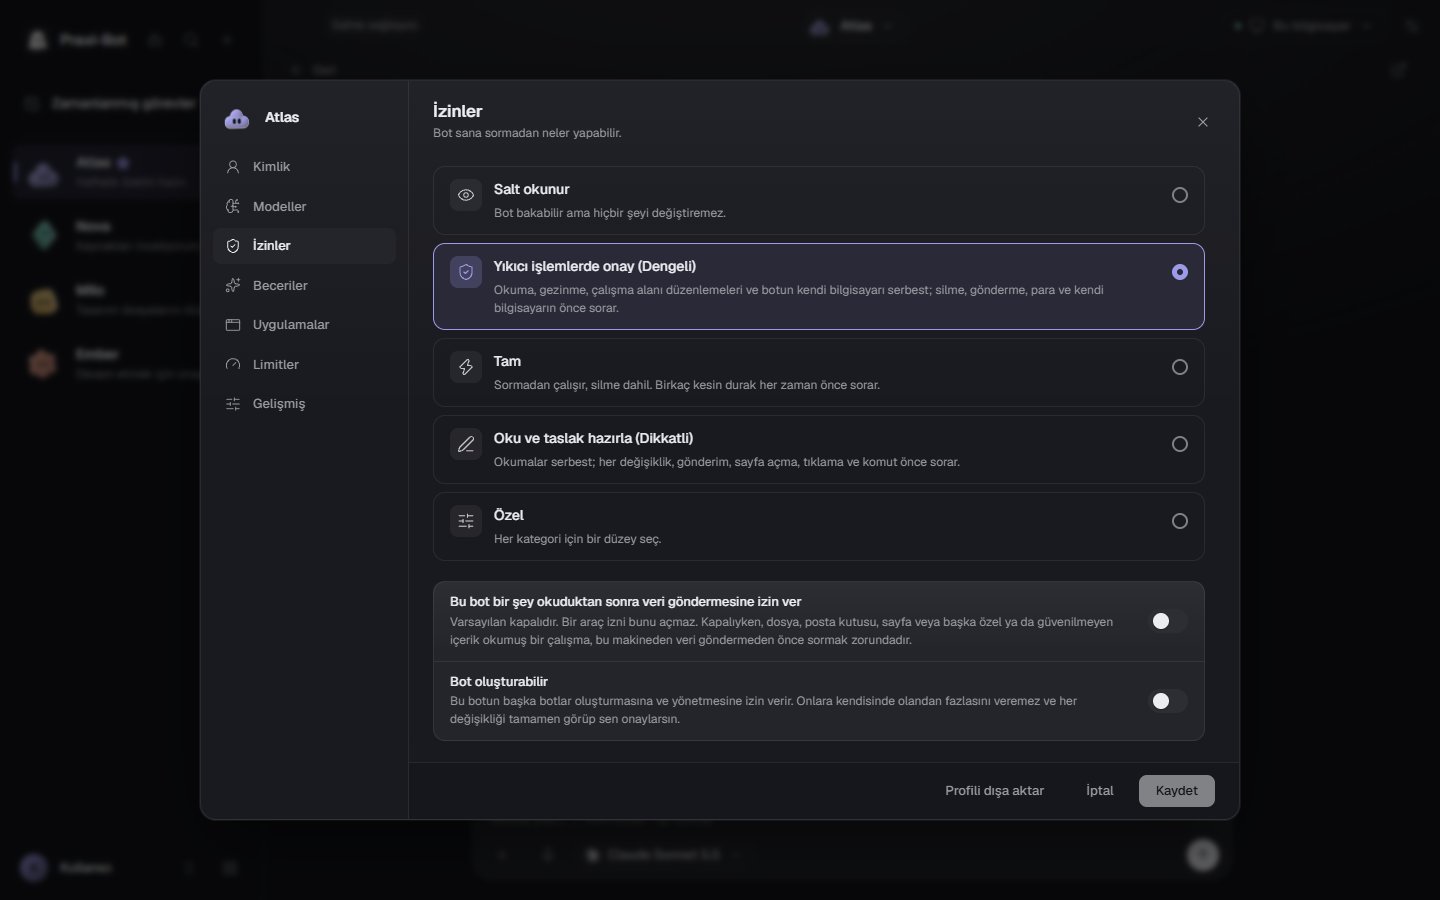 Atlas
Kimlik
Modeller
İzinler
Beceriler
Uygulamalar
Limitler
Gelişmiş
İzinler
Bot sana sormadan neler yapabilir.
Salt okunur
Bot bakabilir ama hiçbir şeyi değiştiremez.
Yıkıcı işlemlerde onay (Dengeli)
Okuma, gezinme, çalışma alanı düzenlemeleri ve botun kendi bilgisayarı serbest; silme, gönderme, para ve kendi
bilgisayarın önce sorar.
Tam
Sormadan çalışır, silme dahil. Birkaç kesin durak her zaman önce sorar.
Oku ve taslak hazırla (Dikkatli)
Okumalar serbest; her değişiklik, gönderim, sayfa açma, tıklama ve komut önce sorar.
Özel
Her kategori için bir düzey seç.
Bu bot bir şey okuduktan sonra veri göndermesine izin ver
Varsayılan kapalıdır. Bir araç izni bunu açmaz. Kapalıyken, dosya, posta kutusu, sayfa veya başka özel ya da güvenilmeyen
içerik okumuş bir çalışma, bu makineden veri göndermeden önce sormak zorundadır.
Bot oluşturabilir
Bu botun başka botlar oluşturmasına ve yönetmesine izin verir. Onlara kendisinde olandan fazlasını veremez ve her
değişikliği tamamen görüp sen onaylarsın.
Profili dışa aktar
İptal
Kaydet
Zamanlanmış görevler
Atlas
Nova
Milo
Ember
Atlas